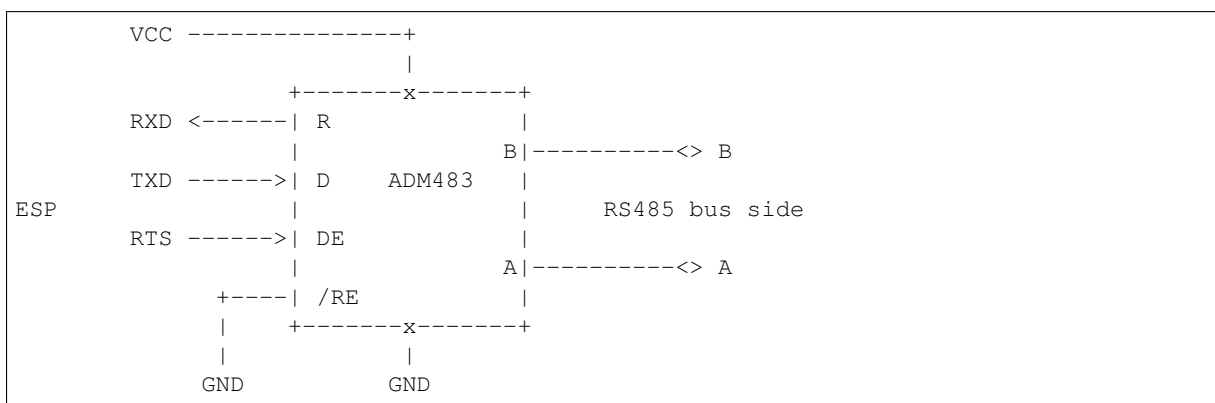 VCC ---------------+
|
+-------x-------+
RXD <------| R |
| B|----------<> B
TXD ------>| D ADM483 |
ESP | | RS485 bus side
RTS ------>| DE |
| A|----------<> A
+----| /RE |
| +-------x-------+
| |
GND GND